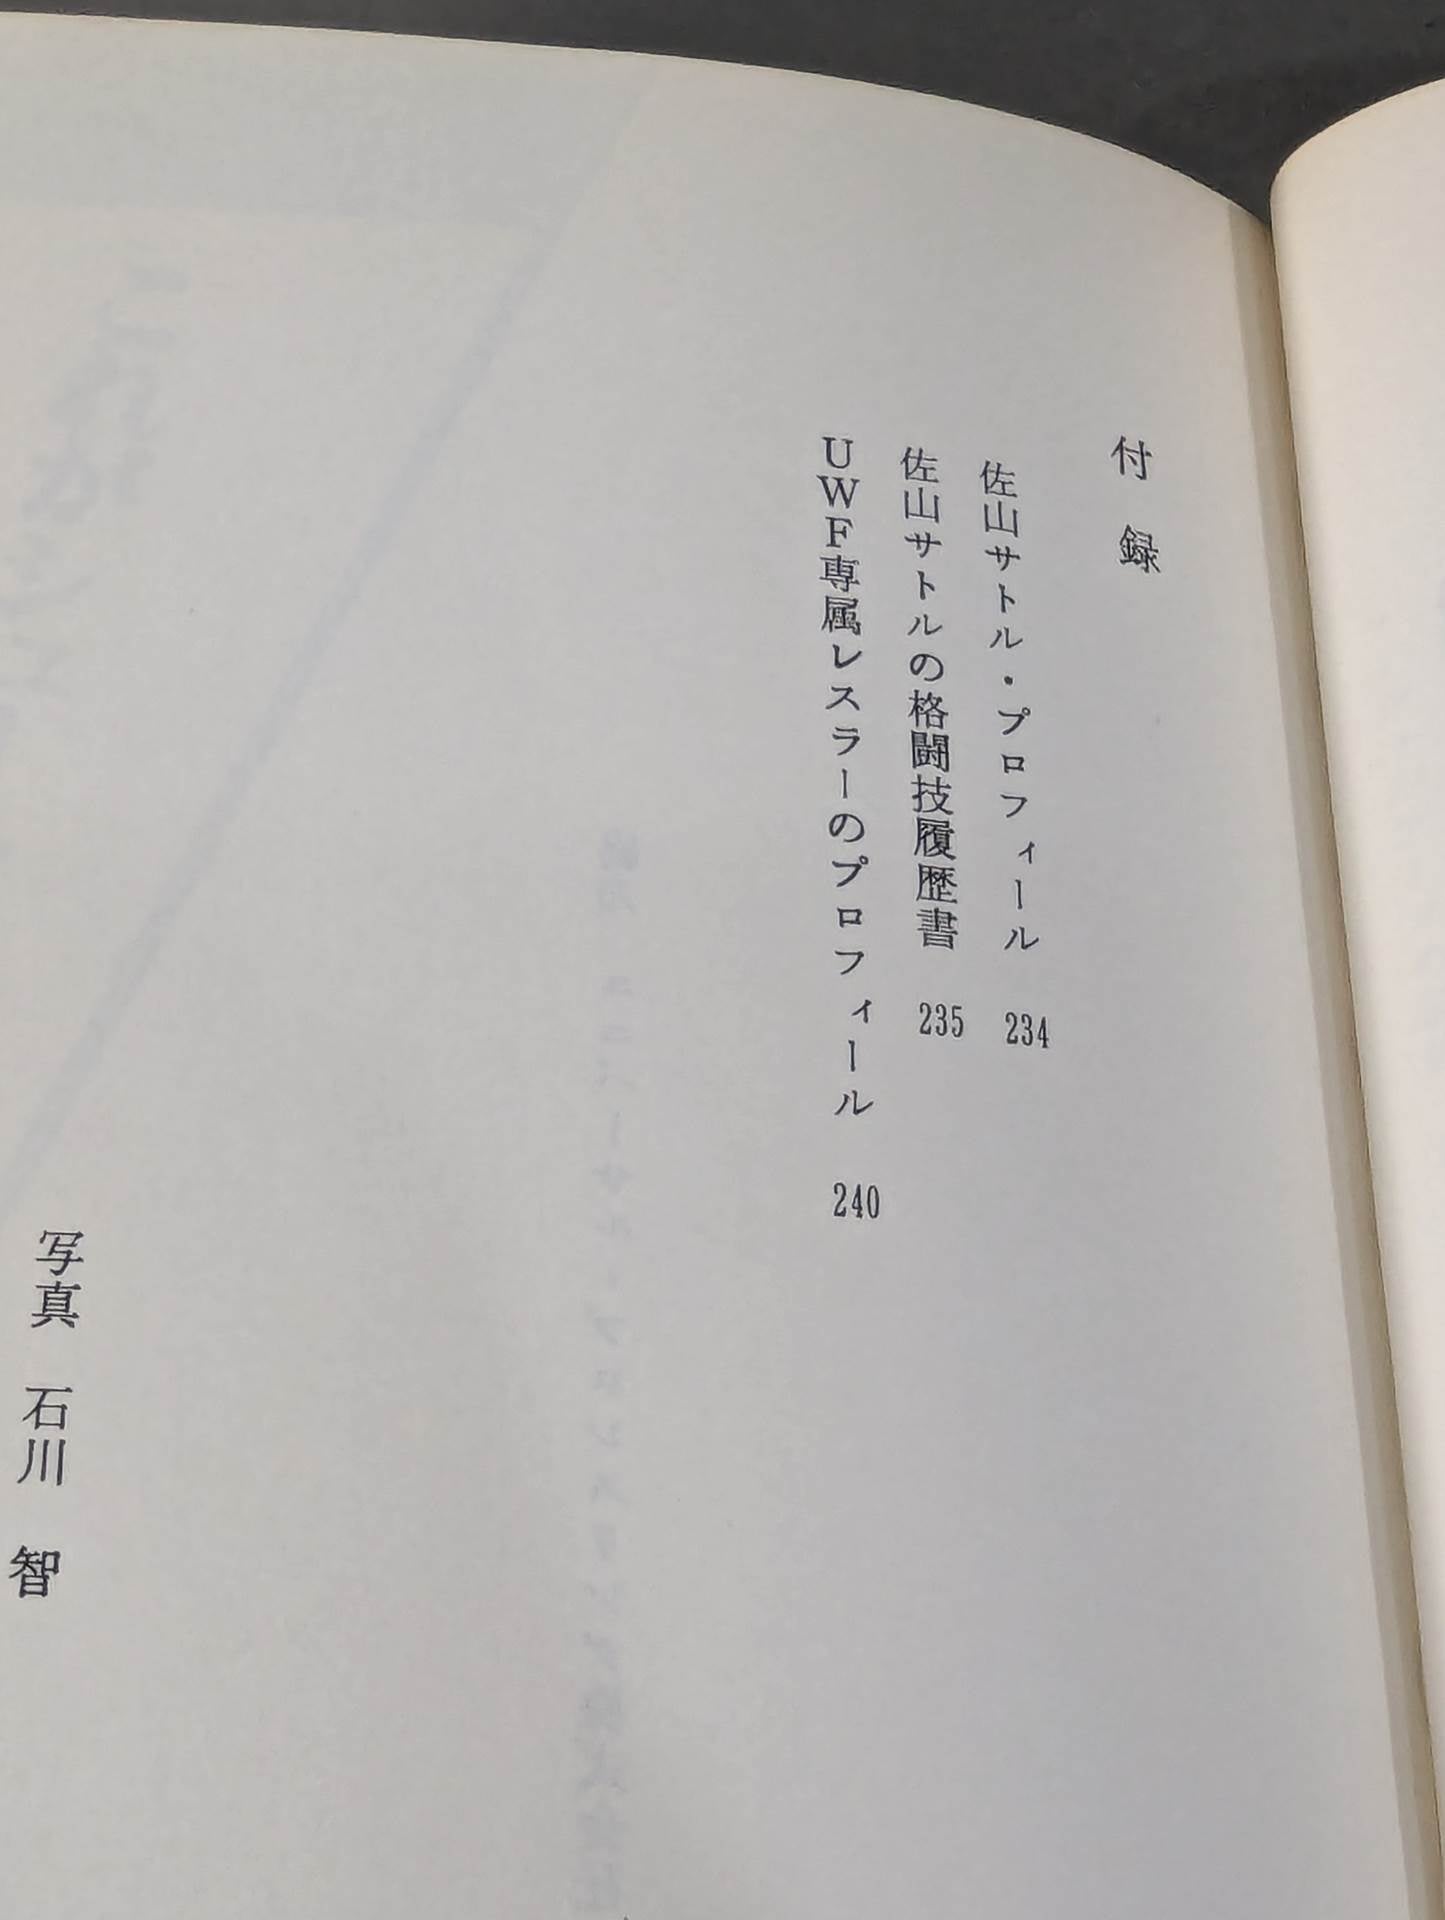 付録
佐山サトル・プロフィール 234
佐山サトルの格闘技履歴書 235
UWF専属レスラーのプロフィール 240
写真 石川 智